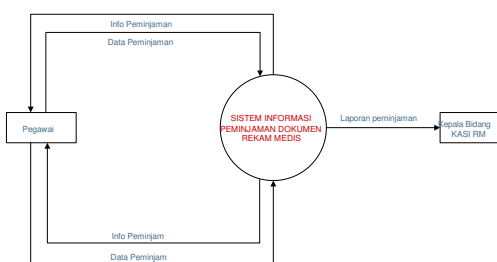 Info Peminjaman
Data Peminjaman
Pegawai
SISTEM INFORMASI
PEMINJAMAN DOKUMEN
REKAM MEDIS
Laporan peminjaman
Kepala Bidang
KASI RM
Info Peminjam
Data Peminjam